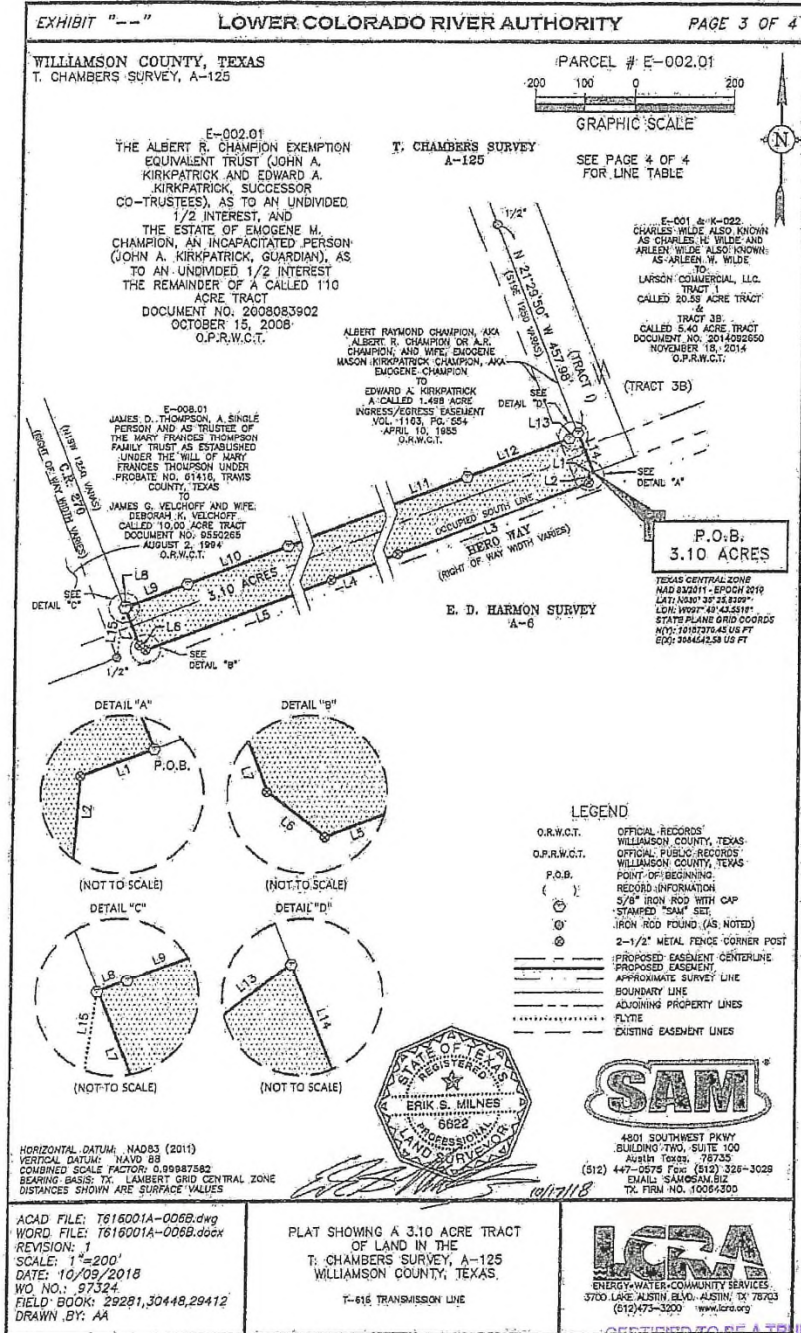 EXHIBIT "--"
LOWER COLORADO RIVER AUTHORITY
PAGE 3 OF 4
WILLIAMSON COUNTY, TEXAS
T. CHAMBERS SURVEY, A-125
PARCEL # E-002.01
200 100 0 200
GRAPHIC SCALE
SEE PAGE 4 OF 4
FOR LINE TABLE
N
E-002.01
THE ALBERT R. CHAMPION EXEMPTION
EQUIVALENT TRUST (JOHN A.
KIRKPATRICK AND EDWARD A.
KIRKPATRICK, SUCCESSOR
CO-TRUSTEES), AS TO AN UNDIVIDED
1/2 INTEREST, AND
THE ESTATE OF EMOGENE M.
CHAMPION, AN INCAPACITATED PERSON
(JOHN A. KIRKPATRICK, GUARDIAN), AS
TO AN UNDIVIDED 1/2 INTEREST
THE REMAINDER OF A CALLED 110
ACRE TRACT
DOCUMENT NO. 2008083902
OCTOBER 15, 2008
O.P.R.W.C.T.
T. CHAMBERS SURVEY
A-125
1/2"
N 21°29'50" W 457.98'
(TRACT 1)
E-001 & K-022
CHARLES WILDE ALSO KNOWN
AS CHARLES H. WILDE AND
ARLEEN WILDE ALSO KNOWN
AS ARLEEN W. WILDE
TO
LARSON COMMERCIAL, LLC.
TRACT 1
CALLED 20.58 ACRE TRACT
&
TRACT 3B
CALLED 5.40 ACRE TRACT
DOCUMENT NO. 2014092650
NOVEMBER 18, 2014
O.P.R.W.C.T.
(TRACT 3B)
ALBERT RAYMOND CHAMPION, AKA
ALBERT R. CHAMPION OR A.R.
CHAMPION, AND WIFE, EMOGENE
MASON KIRKPATRICK CHAMPION, AKA
EMOGENE CHAMPION
TO
EDWARD A. KIRKPATRICK
A CALLED 1.498 ACRE
INGRESS/EGRESS EASEMENT
VOL. 1163, PG. 554
APRIL 10, 1985
O.R.W.C.T.
SEE
DETAIL "D"
L13
L14
L12
L11
L1
L2
SEE
DETAIL "A"
E-008.01
JAMES D. THOMPSON, A SINGLE
PERSON AND AS TRUSTEE OF
THE MARY FRANCES THOMPSON
FAMILY TRUST AS ESTABLISHED
UNDER THE WILL OF MARY
FRANCES THOMPSON UNDER
PROBATE NO. 61416, TRAVIS
COUNTY, TEXAS
TO
JAMES G. VELCHOFF AND WIFE,
DEBORAH K. VELCHOFF
CALLED 10.00 ACRE TRACT
DOCUMENT NO. 9550265
AUGUST 2, 1994
O.R.W.C.T.
(N19W 1250 VARAS)
C.R. 270
(RIGHT OF WAY WIDTH VARIES)
OCCUPIED SOUTH LINE
L3
HERO WAY
(RIGHT OF WAY WIDTH VARIES)
P.O.B.
3.10 ACRES
TEXAS CENTRAL ZONE
NAD 83/2011 - EPOCH 2010
STATE PLANE GRID COORDS
N(Y): 10187370.45 US FT
E(X): 3084542.58 US FT
L10
L9
L8
3.10 ACRES
SEE
DETAIL "C"
L7
L6
L15
1/2"
SEE
DETAIL "B"
L5
L4
E. D. HARMON SURVEY
A-6
DETAIL "A"
L1
L2
P.O.B.
(NOT TO SCALE)
DETAIL "B"
L7
L6
L5
(NOT TO SCALE)
DETAIL "C"
L8
L9
L15
L7
(NOT TO SCALE)
DETAIL "D"
L13
L14
(NOT TO SCALE)
LEGEND
O.R.W.C.T. OFFICIAL RECORDS
WILLIAMSON COUNTY, TEXAS
O.P.R.W.C.T. OFFICIAL PUBLIC RECORDS
WILLIAMSON COUNTY, TEXAS
P.O.B. POINT OF BEGINNING
( ) RECORD INFORMATION
5/8" IRON ROD WITH CAP
STAMPED "SAM" SET
IRON ROD FOUND (AS NOTED)
2-1/2" METAL FENCE CORNER POST
PROPOSED EASEMENT CENTERLINE
PROPOSED EASEMENT
APPROXIMATE SURVEY LINE
BOUNDARY LINE
ADJOINING PROPERTY LINES
FLYTIE
EXISTING EASEMENT LINES
STATE OF TEXAS
REGISTERED
ERIK S. MILNES
6622
PROFESSIONAL
LAND SURVEYOR
10/17/18
SAM
4801 SOUTHWEST PKWY
BUILDING TWO, SUITE 100
Austin Texas, 78735
(512) 447-0575 Fax: (512) 326-3029
EMAIL: SAM@SAM.BIZ
TX. FIRM NO. 10064300
HORIZONTAL DATUM: NAD83 (2011)
VERTICAL DATUM: NAVD 88
COMBINED SCALE FACTOR: 0.99987582
BEARING BASIS: TX. LAMBERT GRID CENTRAL ZONE
DISTANCES SHOWN ARE SURFACE VALUES
ACAD FILE: T616001A-006B.dwg
WORD FILE: T616001A-006B.docx
REVISION: 1
SCALE: 1"=200'
DATE: 10/09/2018
WO NO.: 97324
FIELD BOOK: 29281,30448,29412
DRAWN BY: AA
PLAT SHOWING A 3.10 ACRE TRACT
OF LAND IN THE
T. CHAMBERS SURVEY, A-125
WILLIAMSON COUNTY, TEXAS
T-616 TRANSMISSION LINE
LCRA
ENERGY•WATER•COMMUNITY SERVICES
3700 LAKE AUSTIN BLVD. AUSTIN, TX 78703
(512)473-3200 www.lcra.org
CERTIFIED TO BE A TRUE